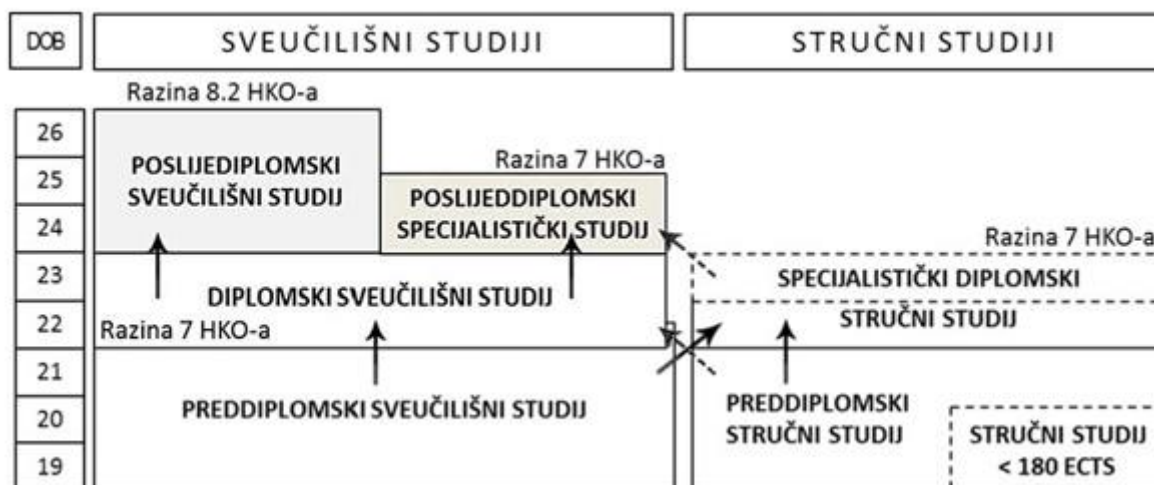 DOB
SVEUČILIŠNI STUDIJI
STRUČNI STUDIJI
Razina 8.2 HKO-a
26
25
24
23
22
21
20
19
POSLIJEDIPLOMSKI
SVEUČILIŠNI STUDIJ
Razina 7 HKO-a
POSLIJEDDIPLOMSKI
SPECIJALISTIČKI STUDIJ
Razina 7 HKO-a
SPECIJALISTIČKI DIPLOMSKI
STRUČNI STUDIJ
DIPLOMSKI SVEUČILIŠNI STUDIJ
Razina 7 HKO-a
PREDDIPLOMSKI SVEUČILIŠNI STUDIJ
PREDDIPLOMSKI
STRUČNI STUDIJ
STRUČNI STUDIJ
< 180 ECTS